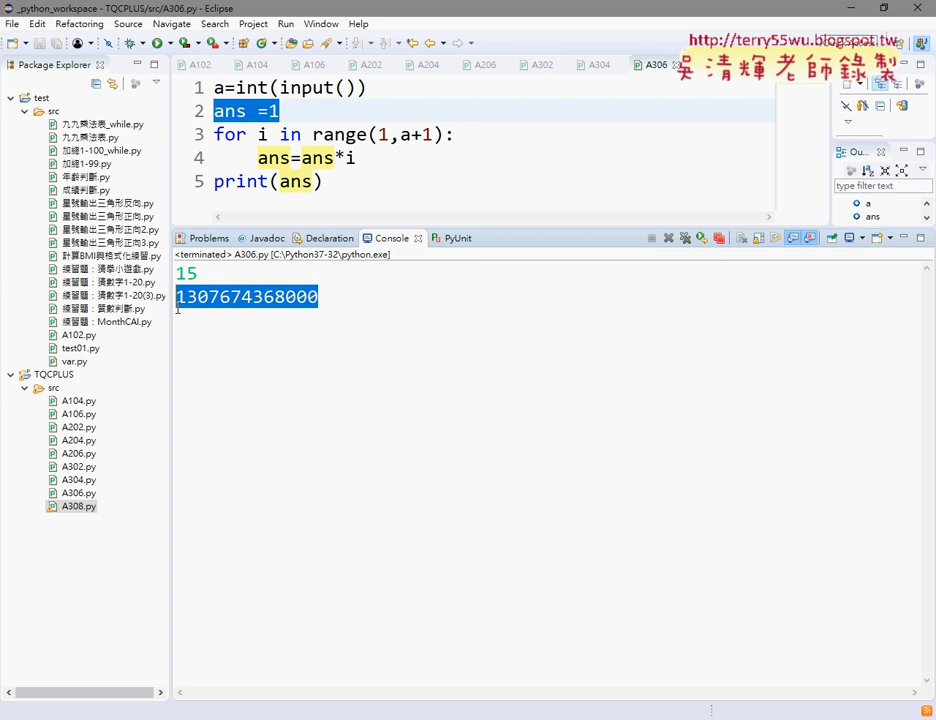 _python_workspace - TQCPLUS/src/A306.py - Eclipse
File Edit Refactoring Source Navigate Search Project Run Window Help
http://terry55wu.blogspot.tw
吳清輝老師錄製
Package Explorer
A102 A104 A106 A202 A204 A206 A302 A304 A306
test
src
九九乘法表_while.py
九九乘法表.py
加總1-100_while.py
加總1-99.py
年齡判斷.py
成績判斷.py
星號輸出三角形反向.py
星號輸出三角形正向.py
星號輸出三角形正向2.py
星號輸出三角形正向3.py
計算BMI與格式化練習.py
練習題：猜學小遊戲.py
練習題：猜數字1-20.py
練習題：猜數字1-20(3).py
練習題：質數判斷.py
練習題：MonthCAl.py
A102.py
test01.py
var.py
TQCPLUS
src
A104.py
A106.py
A202.py
A204.py
A206.py
A302.py
A304.py
A306.py
A308.py
1 a=int(input())
2 ans =1
3 for i in range(1,a+1):
4 ans=ans*i
5 print(ans)
Ou...
type filter text
a
ans
Problems Javadoc Declaration Console PyUnit
<terminated> A306.py [C:\Python37-32\python.exe]
15
1307674368000